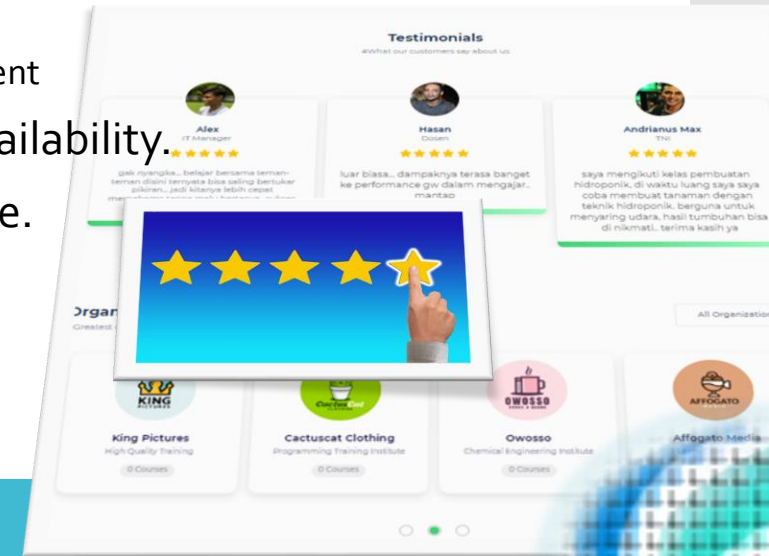 ent
ailability.
e.
Testimonials
#What our customers say about us
Alex
IT Manager
gak nyangka... belajar bersama teman-
teman disini ternyata bisa saling bertukar
pikiran... jadi kitanya lebih cepat
Hasan
Dosen
luar biasa... dampaknya terasa banget
ke performance gw dalam mengajar..
mantap
Andrianus Max
TNI
saya mengikuti kelas pembuatan
hidroponik, di waktu luang saya saya
coba membuat tanaman dengan
teknik hidroponik. berguna untuk
menyaring udara, hasil tumbuhan bisa
di nikmati.. terima kasih ya
Organ
Greatest
All Organization
KING
PICTURES
King Pictures
High Quality Training
0 Courses
CactusCat
Cactuscat Clothing
Programming Training Institute
0 Courses
OWOSSO
Owosso
Chemical Engineering Institute
0 Courses
AFFOGATO
Affogato Media